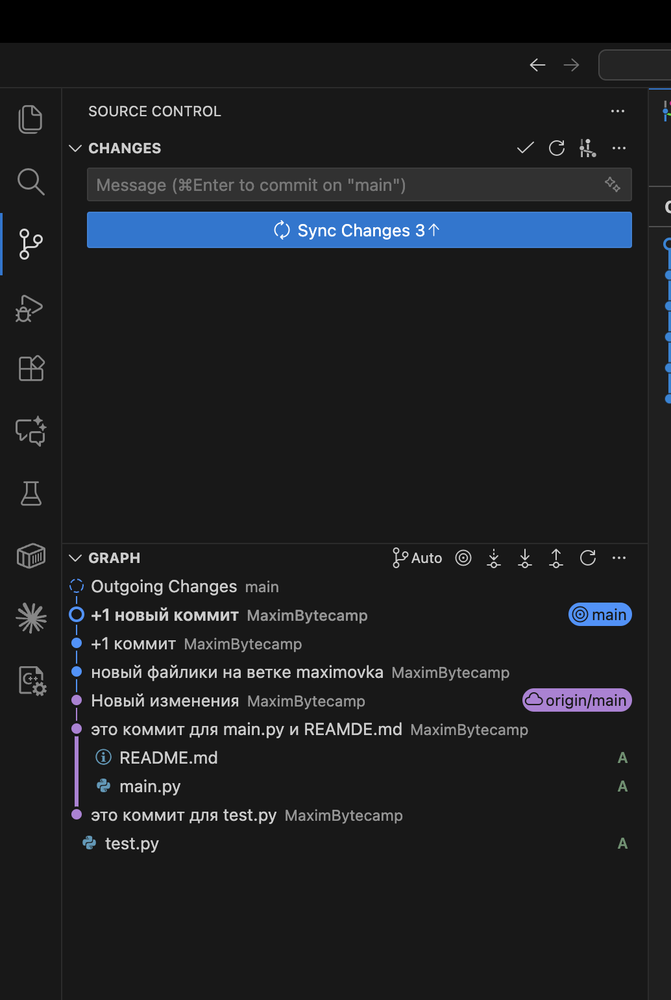 SOURCE CONTROL
CHANGES
Message (⌘Enter to commit on "main")
Sync Changes 3↑
GRAPH Auto
Outgoing Changes main
+1 новый коммит MaximBytecamp main
+1 коммит MaximBytecamp
новый файлики на ветке maximovka MaximBytecamp
Новый изменения MaximBytecamp origin/main
это коммит для main.py и REAMDE.md MaximBytecamp
README.md A
main.py A
это коммит для test.py MaximBytecamp
test.py A